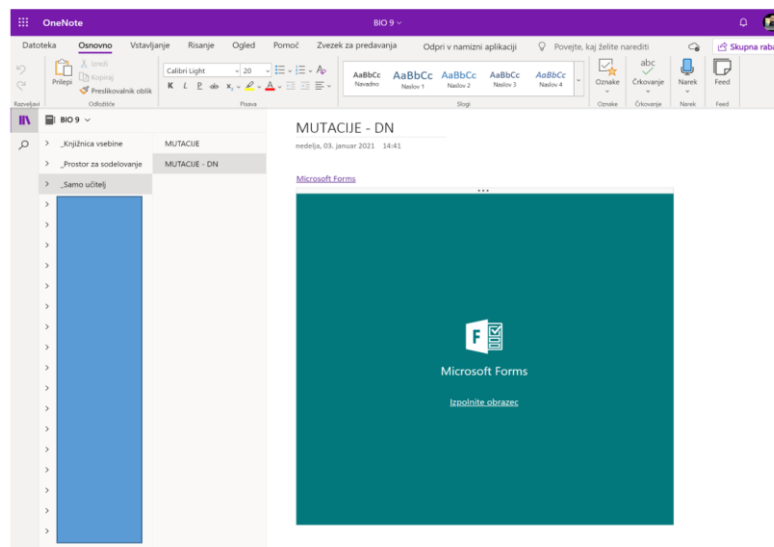 OneNote
BIO 9
Datoteka Osnovno Vstavljanje Risanje Ogled Pomoč Zvezek za predavanja Odpri v namizni aplikaciji Povejte, kaj želite narediti Skupna raba
Prilepi
Izreži
Kopiraj
Preslikovalnik oblik
Calibri Light 20
K L P ab x
AaBbCc AaBbCc AaBbCc AaBbCc AaBbCc
Navadno Naslov 1 Naslov 2 Naslov 3 Naslov 4
Oznake
abc
Črkovanje
Narek
Feed
Razveljavi Odložišče Pisava Slogi Oznake Črkovanje Narek Feed
BIO 9
_Knjižnica vsebine
_Prostor za sodelovanje
_Samo učitelj
MUTACIJE
MUTACIJE - DN
MUTACIJE - DN
nedelja, 03. januar 2021 14:41
Microsoft Forms
F
Microsoft Forms
Izpolnite obrazec